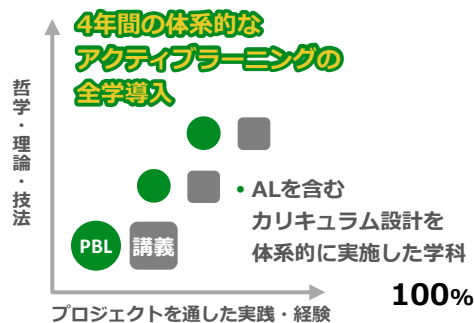 4年間の体系的な
アクティブラーニングの
全学導入
哲学・理論・技法
• ALを含む
カリキュラム設計を
体系的に実施した学科
PBL 講義
100%
プロジェクトを通した実践・経験